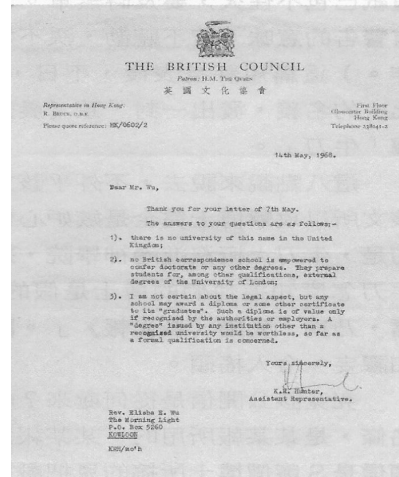 THE BRITISH COUNCIL
Patron: H.M. THE QUEEN
英國文化協會
Representative in Hong Kong:
R. BRUCE, O.B.E.
Please quote reference: HK/0602/2
First Floor
Gloucester Building
Hong Kong
Telephone 238041-2
14th May, 1968.
Dear Mr. Wu,
Thank you for your letter of 7th May.
The answers to your questions are as follows;-
1). there is no university of this name in the United
Kingdom;
2). no British correspondence school is empowered to
confer doctorate or any other degrees. They prepare
students for, among other qualifications, external
degrees of the University of London;
3). I am not certain about the legal aspect, but any
school may award a diploma or some other certificate
to its "graduates". Such a diploma is of value only
if recognized by the authorities or employers. A
"degree" issued by any institution other than a
recognized university would be worthless, so far as
a formal qualification is concerned.
Yours sincerely,
Humber,
Assistant Representative.
Rev. Elisha Z. Wu
The Morning Light
P.O. Box 5260
KOWLOON